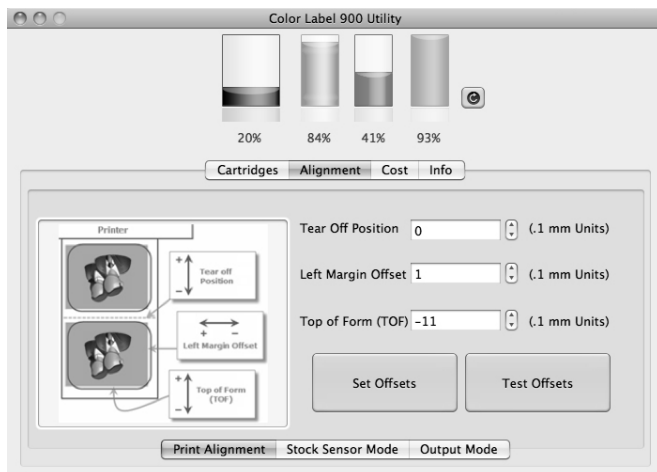 Color Label 900 Utility
20% 84% 41% 93%
Cartridges Alignment Cost Info
Printer
Tear off
Position
Left Margin Offset
Top of Form
(TOF)
Tear Off Position 0 (.1 mm Units)
Left Margin Offset 1 (.1 mm Units)
Top of Form (TOF) -11 (.1 mm Units)
Set Offsets Test Offsets
Print Alignment Stock Sensor Mode Output Mode